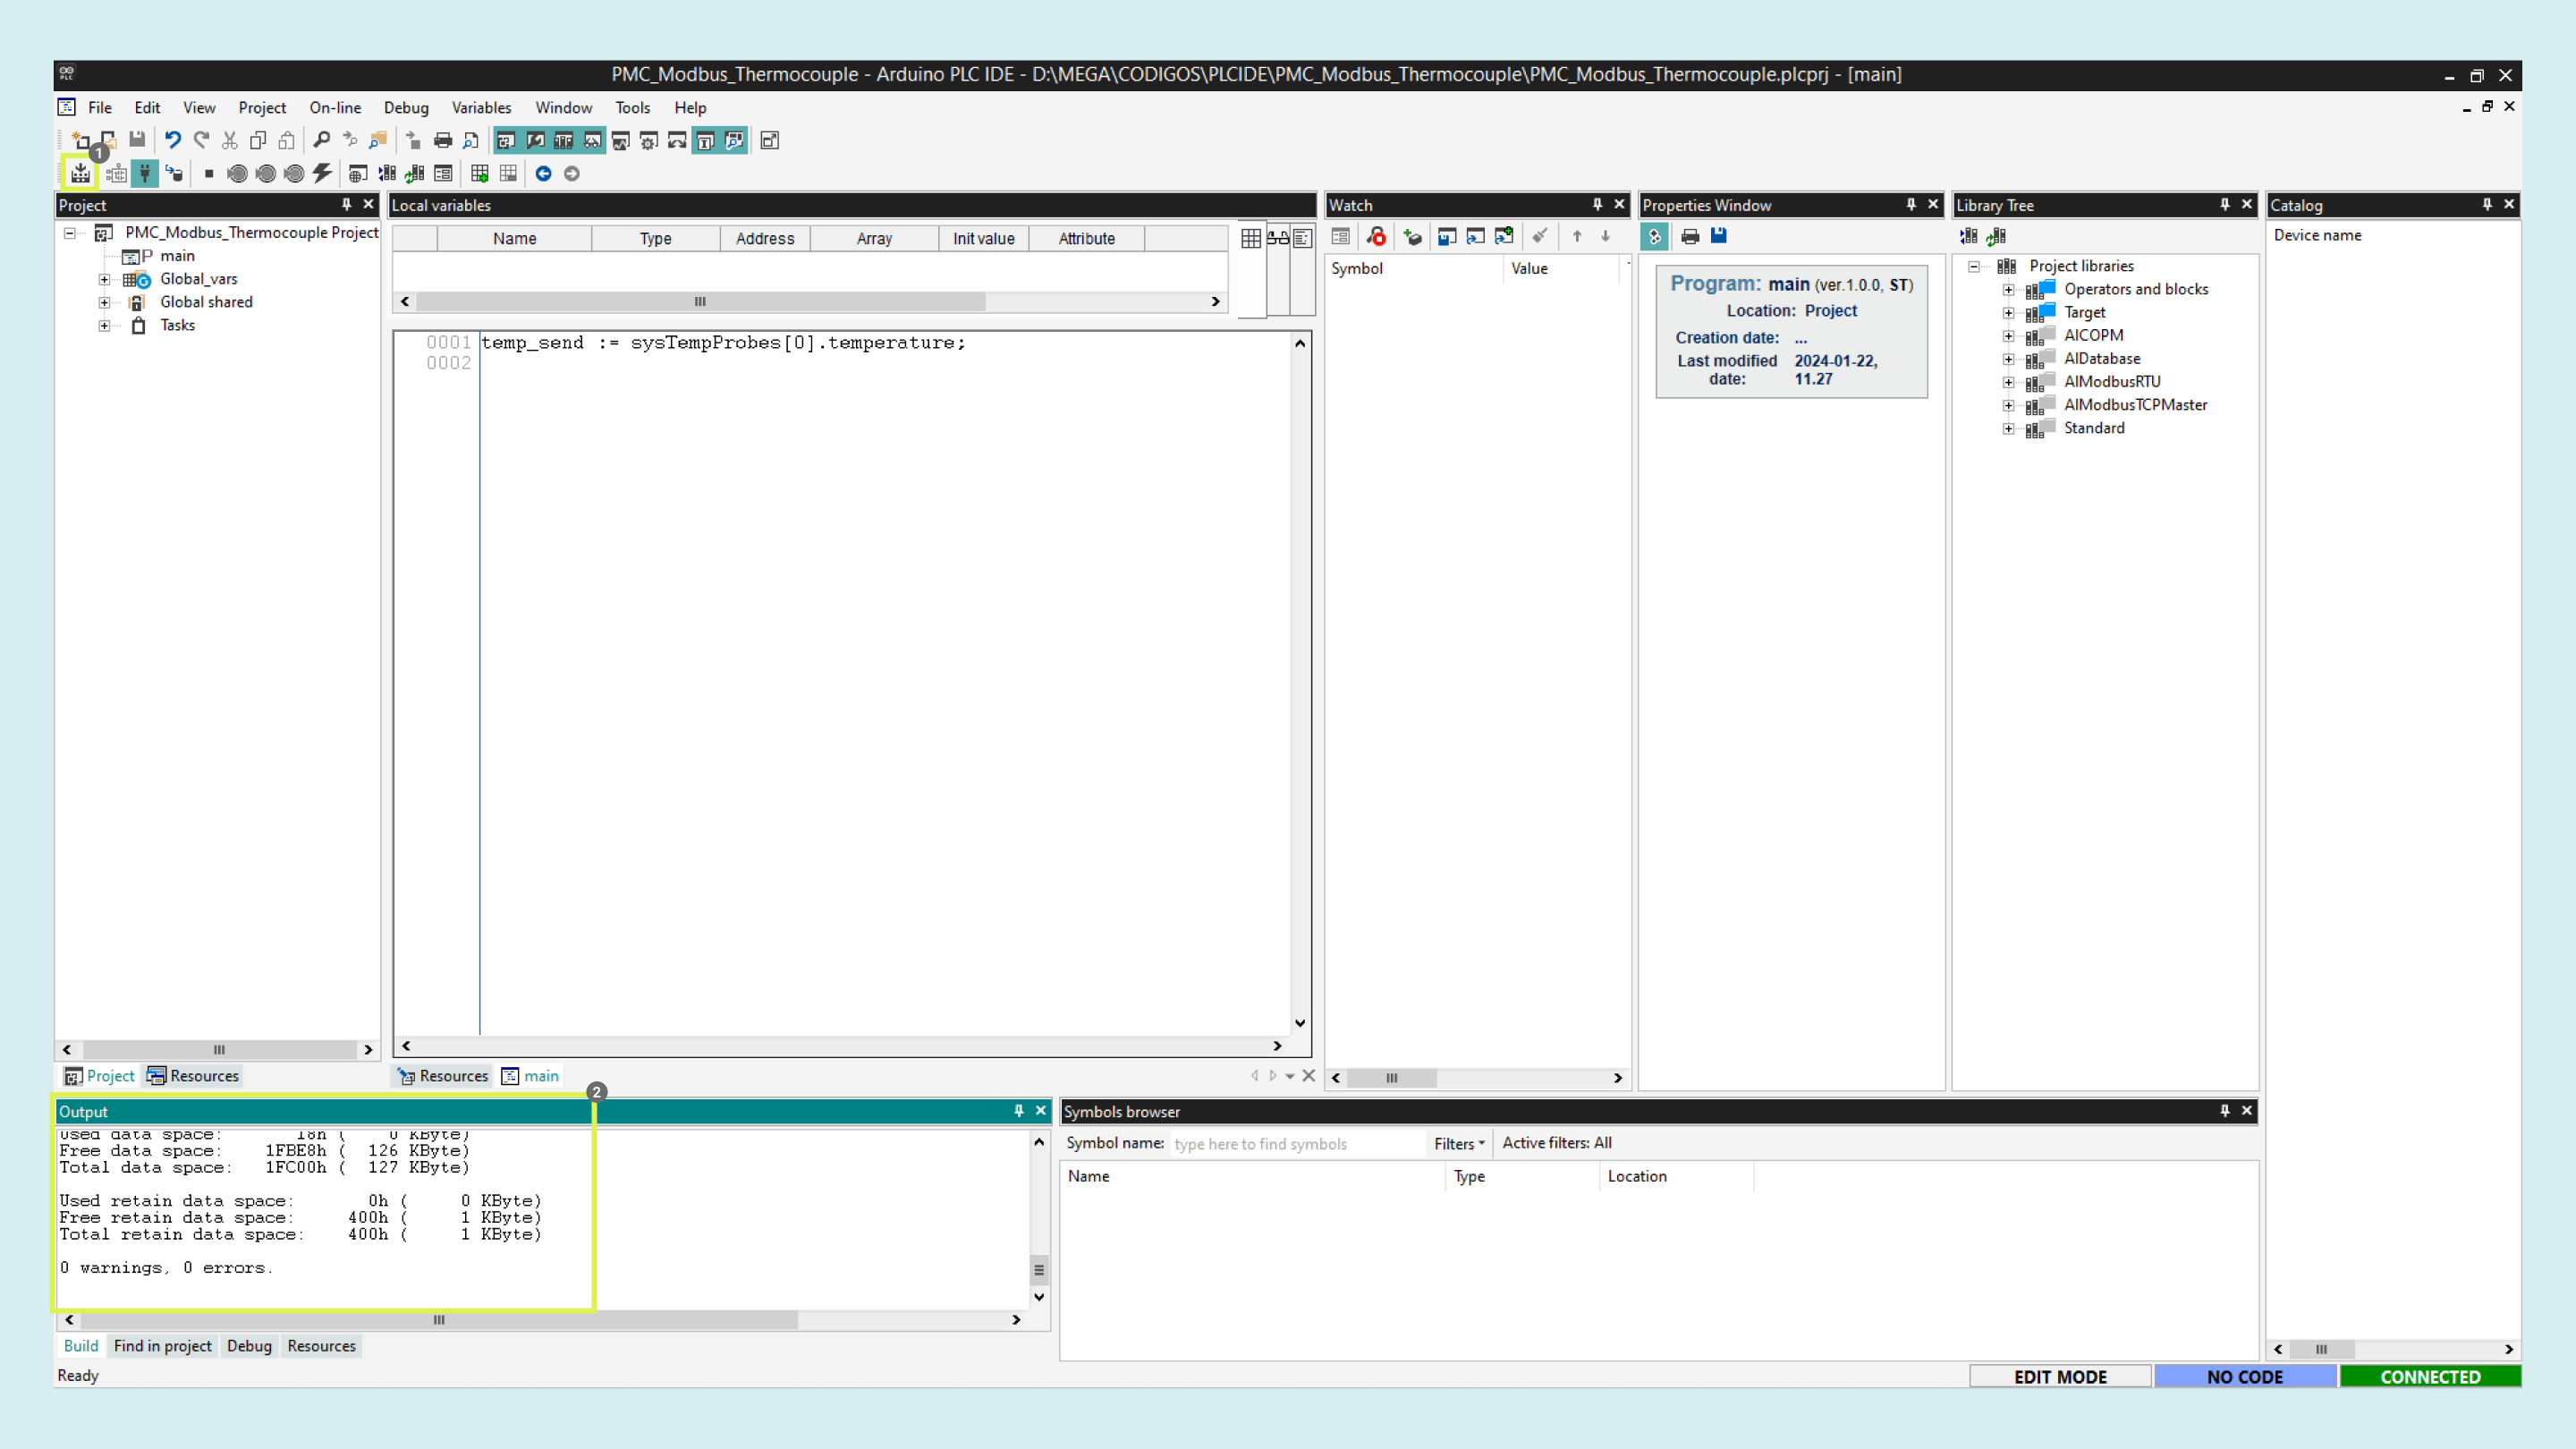 PMC_Modbus_Thermocouple - Arduino PLC IDE - D:\MEGA\CODIGOS\PLCIDE\PMC_Modbus_Thermocouple\PMC_Modbus_Thermocouple.plcprj - [main]
File Edit View Project On-line Debug Variables Window Tools Help
1
Project
PMC_Modbus_Thermocouple Project
P main
Global_vars
Global shared
Tasks
Project Resources
Local variables
Name Type Address Array Init value Attribute
0001 temp_send := sysTempProbes[0].temperature;
0002
Resources main
Watch
Symbol Value
Properties Window
Program: main (ver.1.0.0, ST)
Location: Project
Creation date: ...
Last modified date: 2024-01-22, 11.27
Library Tree
Project libraries
Operators and blocks
Target
AlCOPM
AlDatabase
AlModbusRTU
AlModbusTCPMaster
Standard
Catalog
Device name
2
Output
Used data space: 18h ( 0 KByte)
Free data space: 1FBE8h ( 126 KByte)
Total data space: 1FC00h ( 127 KByte)
Used retain data space: 0h ( 0 KByte)
Free retain data space: 400h ( 1 KByte)
Total retain data space: 400h ( 1 KByte)
0 warnings, 0 errors.
Build Find in project Debug Resources
Symbols browser
Symbol name: type here to find symbols Filters Active filters: All
Name Type Location
Ready
EDIT MODE NO CODE CONNECTED